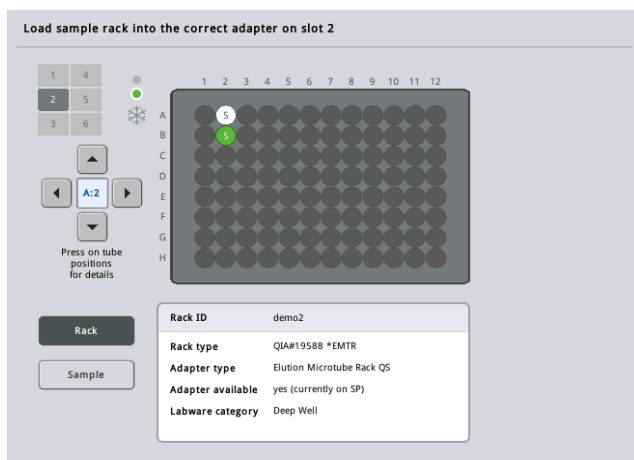 Load sample rack into the correct adapter on slot 2
1 4
2 5
3 6
1 2 3 4 5 6 7 8 9 10 11 12
A S
B S
C
D
E
F
G
H
A:2
Press on tube
positions
for details
Rack
Sample
Rack ID demo2
Rack type QIA#19588 *EMTR
Adapter type Elution Microtube Rack QS
Adapter available yes (currently on SP)
Labware category Deep Well